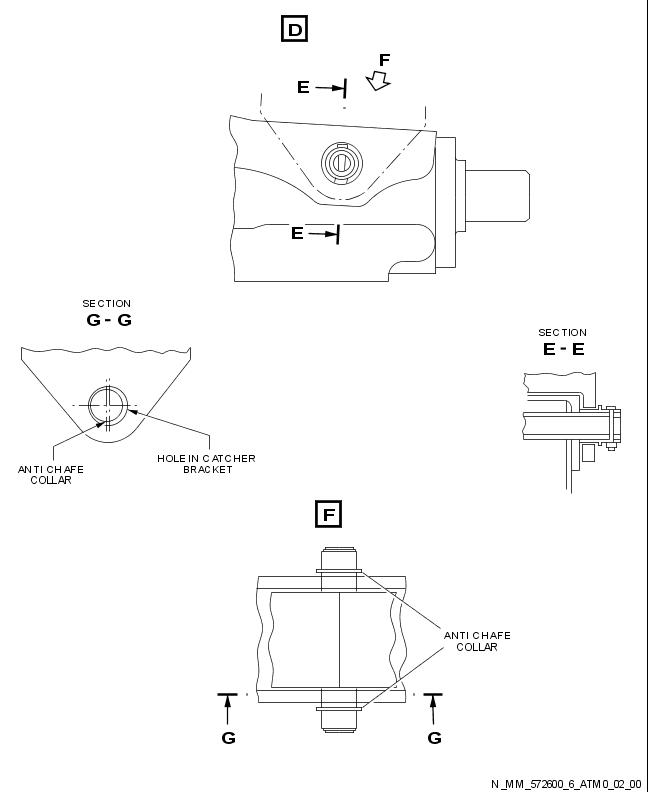 D
F
E
E
SECTION
G - G
SECTION
E - E
ANTI CHAFE
COLLAR
HOLE IN CATCHER
BRACKET
F
ANTI CHAFE
COLLAR
G
G
N_MM_572600_6_ATM0_02_00